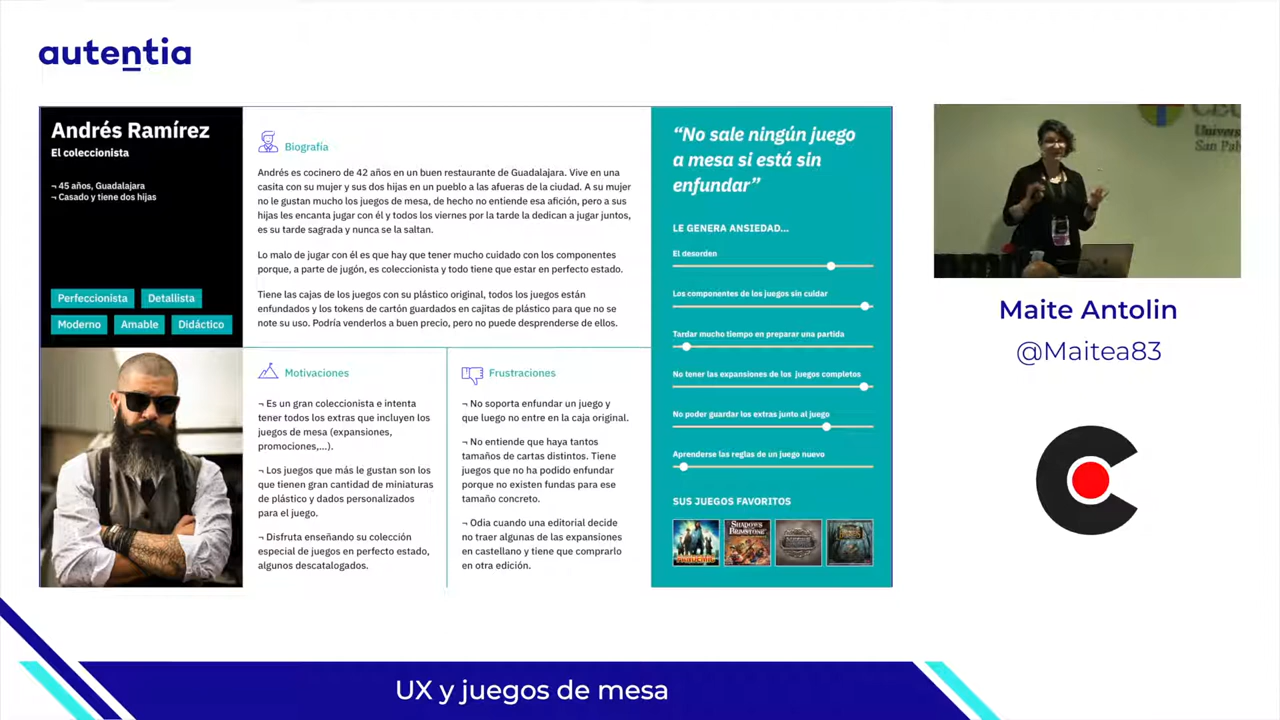 autentia
Andrés Ramírez
El coleccionista
¬ 45 años, Guadalajara
¬ Casado y tiene dos hijas
Perfeccionista
Detallista
Moderno
Amable
Didáctico
Biografía
Andrés es cocinero de 42 años en un buen restaurante de Guadalajara. Vive en una
casita con su mujer y sus dos hijas en un pueblo a las afueras de la ciudad. A su mujer
no le gustan mucho los juegos de mesa, de hecho no entiende esa afición, pero a sus
hijas les encanta jugar con él y todos los viernes por la tarde la dedican a jugar juntos,
es su tarde sagrada y nunca se la saltan.
Lo malo de jugar con él es que hay que tener mucho cuidado con los componentes
porque, a parte de jugón, es coleccionista y todo tiene que estar en perfecto estado.
Tiene las cajas de los juegos con su plástico original, todos los juegos están
enfundados y los tokens de cartón guardados en cajitas de plástico para que no se
note su uso. Podría venderlos a buen precio, pero no puede desprenderse de ellos.
Motivaciones
¬ Es un gran coleccionista e intenta
tener todos los extras que incluyen los
juegos de mesa (expansiones,
promociones,...).
¬ Los juegos que más le gustan son los
que tienen gran cantidad de miniaturas
de plástico y dados personalizados
para el juego.
¬ Disfruta enseñando su colección
especial de juegos en perfecto estado,
algunos descatalogados.
Frustraciones
¬ No soporta enfundar un juego y
que luego no entre en la caja original.
¬ No entiende que haya tantos
tamaños de cartas distintos. Tiene
juegos que no ha podido enfundar
porque no existen fundas para ese
tamaño concreto.
¬ Odia cuando una editorial decide
no traer algunas de las expansiones
en castellano y tiene que comprarlo
en otra edición.
“No sale ningún juego
a mesa si está sin
enfundar”
LE GENERA ANSIEDAD...
El desorden
Los componentes de los juegos sin cuidar
Tardar mucho tiempo en preparar una partida
No tener las expansiones de los juegos completos
No poder guardar los extras junto al juego
Aprenderse las reglas de un juego nuevo
SUS JUEGOS FAVORITOS
SHADOWS
BRIMSTONE
CEU
Univers
San Pab
Maite Antolin
@Maitea83
UX y juegos de mesa